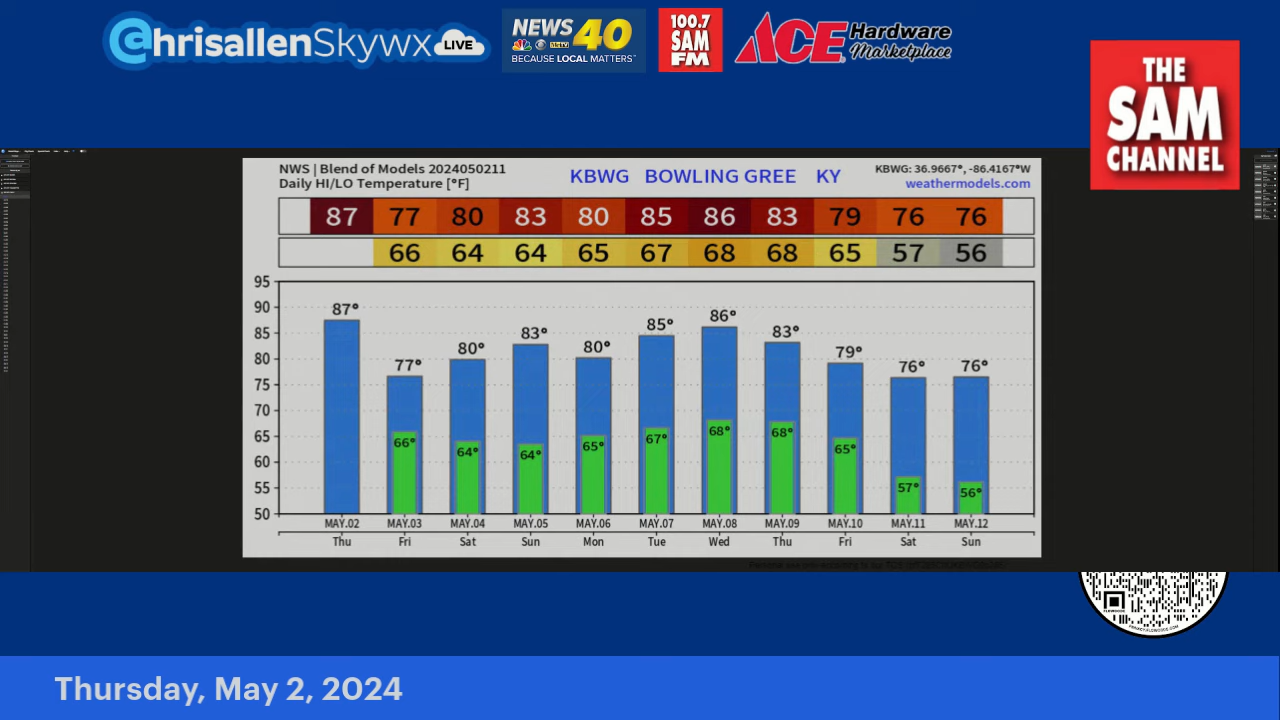 @hrisallenSkywx LIVE
NEWS 40
BECAUSE LOCAL MATTERS™
100.7
SAM
FM
ACE Hardware
Marketplace
THE
SAM
CHANNEL
NWS | Blend of Models 2024050211
Daily HI/LO Temperature [°F]
KBWG BOWLING GREE KY
KBWG: 36.9667°, -86.4167°W
weathermodels.com
87 77 80 83 80 85 86 83 79 76 76
66 64 64 65 67 68 68 65 57 56
95
90
85
80
75
70
65
60
55
50
87° 77° 80° 83° 80° 85° 86° 83° 79° 76° 76°
66° 64° 64° 65° 67° 68° 68° 65° 57° 56°
MAY.02 MAY.03 MAY.04 MAY.05 MAY.06 MAY.07 MAY.08 MAY.09 MAY.10 MAY.11 MAY.12
Thu Fri Sat Sun Mon Tue Wed Thu Fri Sat Sun
Thursday, May 2, 2024